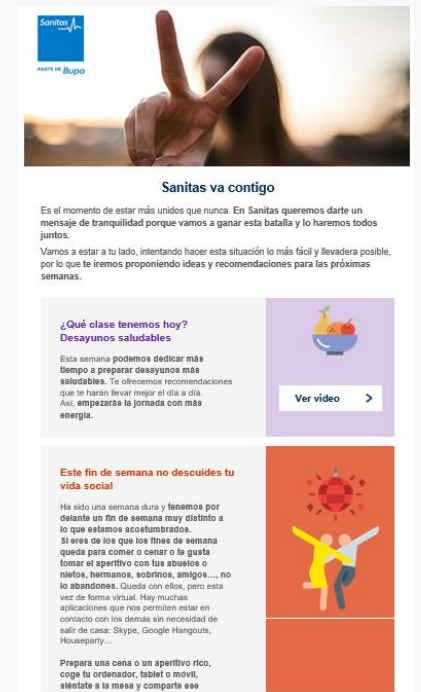 Sanitas
PARTE DE Bupa
Sanitas va contigo
Es el momento de estar más unidos que nunca. En Sanitas queremos darte un
mensaje de tranquilidad porque vamos a ganar esta batalla y lo haremos todos
juntos.
Vamos a estar a tu lado, intentando hacer esta situación lo más fácil y llevadera posible,
por lo que te iremos proponiendo ideas y recomendaciones para las próximas
semanas.
¿Qué clase tenemos hoy?
Desayunos saludables
Esta semana podemos dedicar más
tiempo a preparar desayunos más
saludables. Te ofrecemos recomendaciones
que te harán llevar mejor el día a día.
Así, empezarás la jornada con más
energía.
Ver vídeo
Este fin de semana no descuides tu
vida social
Ha sido una semana dura y tenemos por
delante un fin de semana muy distinto a
lo que estamos acostumbrados.
Si eres de los que los fines de semana
queda para comer o cenar o te gusta
tomar el aperitivo con tus abuelos o
nietos, hermanos, sobrinos, amigos..., no
lo abandones. Queda con ellos, pero esta
vez de forma virtual. Hay muchas
aplicaciones que nos permiten estar en
contacto con los demás sin necesidad de
salir de casa: Skype, Google Hangouts,
Houseparty...
Prepara una cena o un aperitivo rico,
coge tu ordenador, tablet o móvil,
siéntate a la mesa y comparte ese